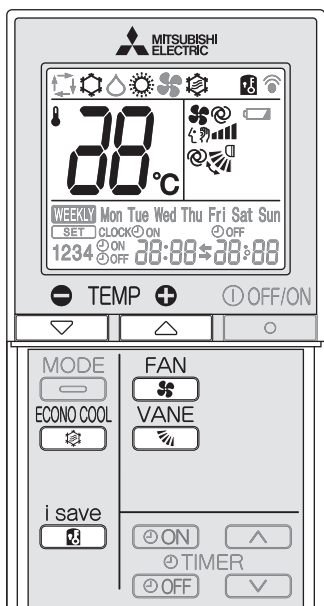 MITSUBISHI
ELECTRIC
88°C
WEEKLY Mon Tue Wed Thu Fri Sat Sun
SET CLOCK ON OFF
1234 ON OFF 88:88 88:88
TEMP OFF/ON
MODE FAN
ECONO COOL VANE
i save
ON
TIMER
OFF